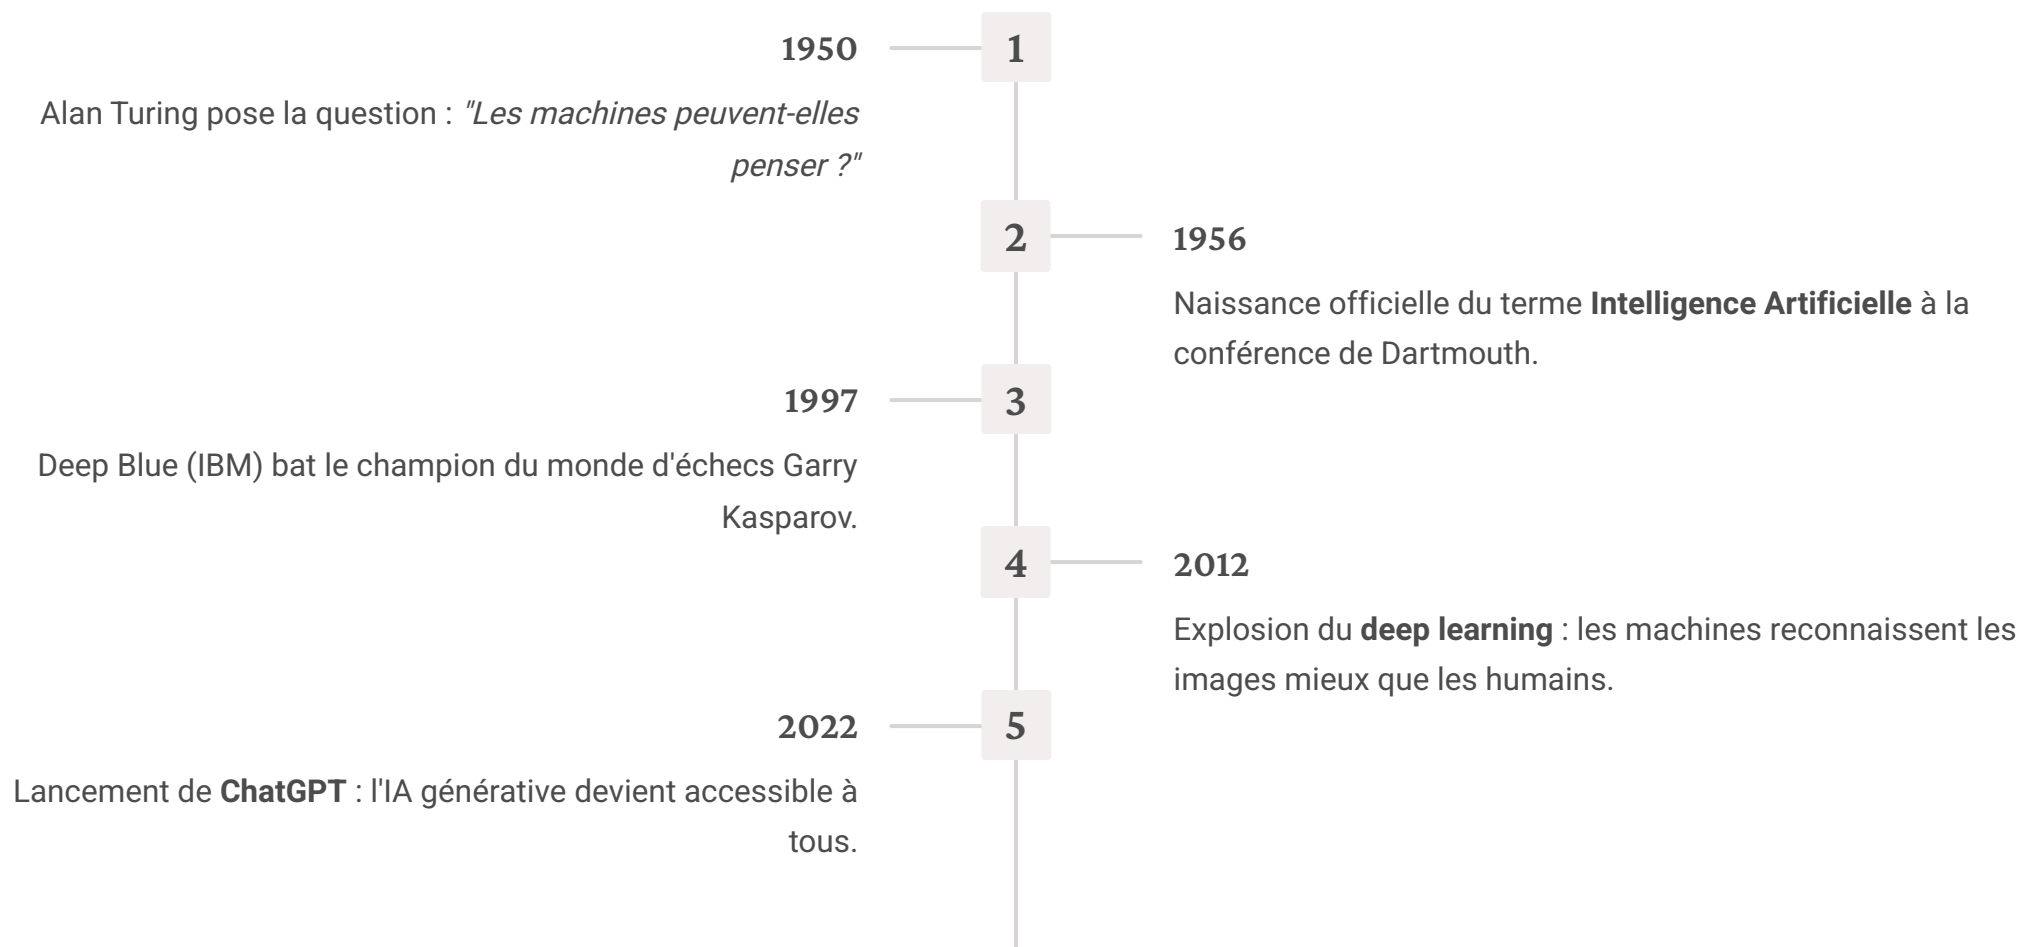 1950
1
Alan Turing pose la question : "Les machines peuvent-elles
penser ?"
2
1956
Naissance officielle du terme Intelligence Artificielle à la
conférence de Dartmouth.
1997
3
Deep Blue (IBM) bat le champion du monde d'échecs Garry
Kasparov.
4
2012
Explosion du deep learning : les machines reconnaissent les
images mieux que les humains.
2022
5
Lancement de ChatGPT : l'IA générative devient accessible à
tous.